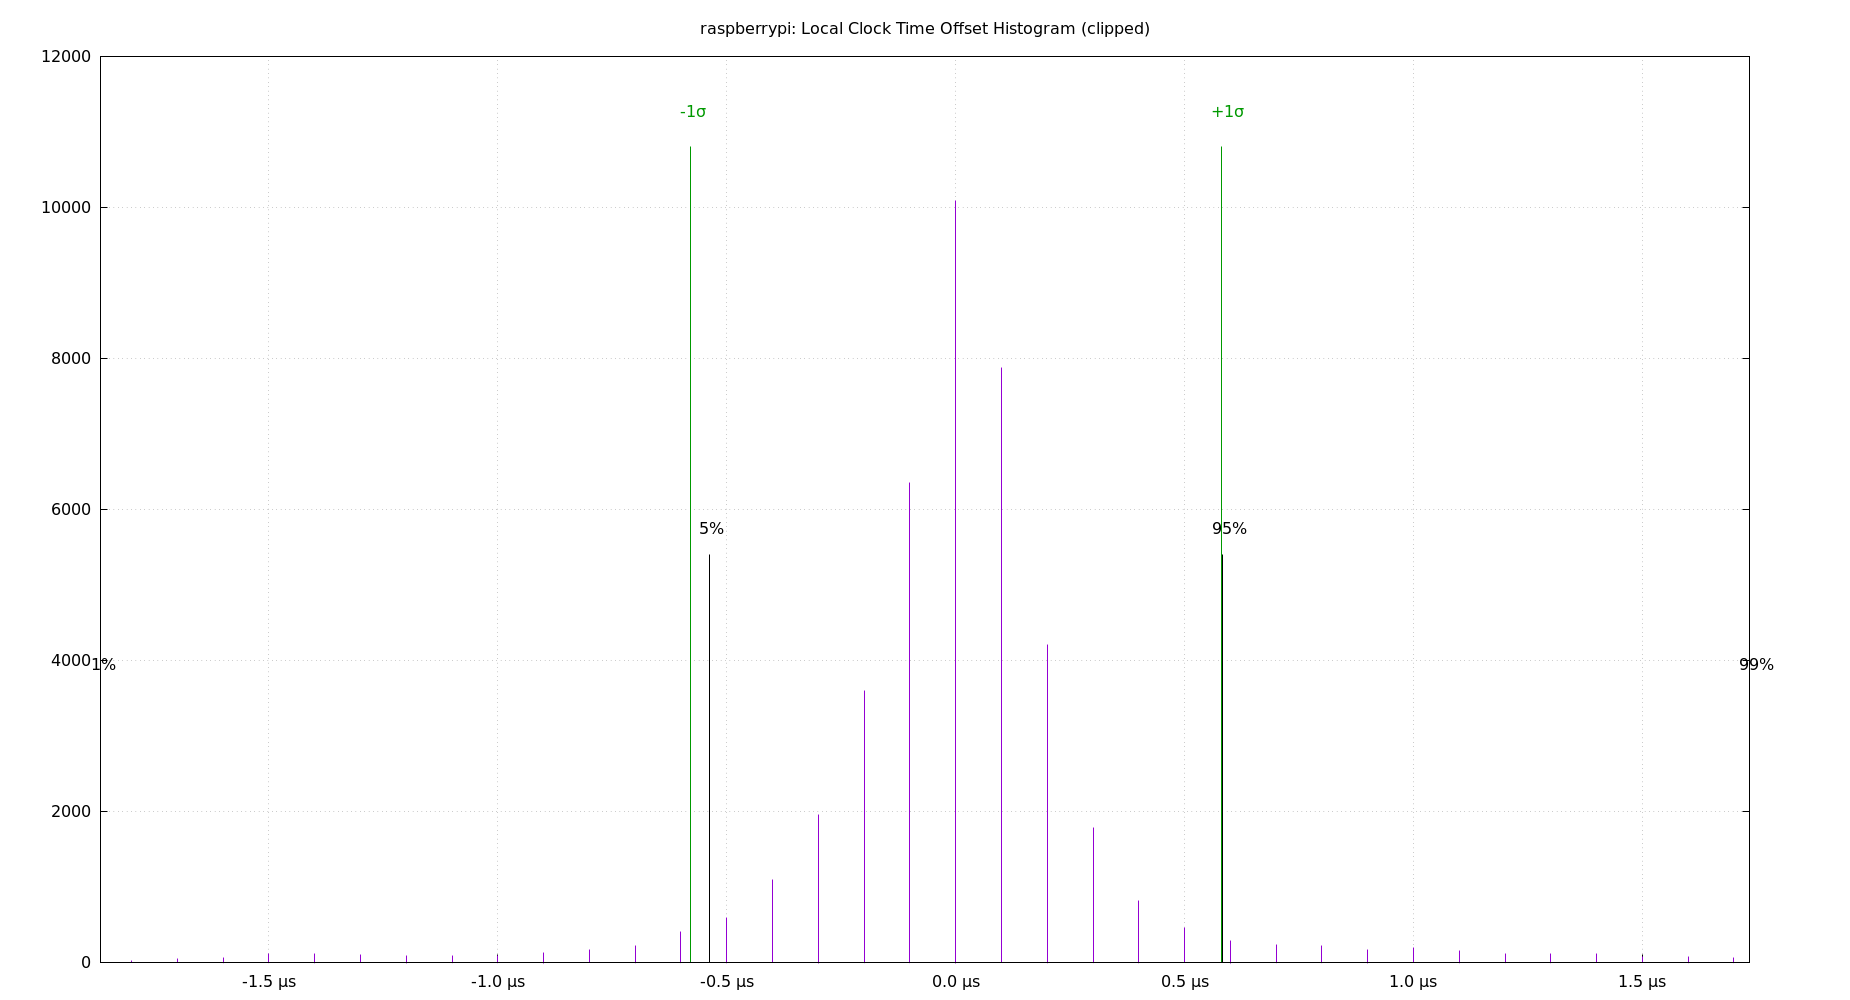 raspberrypi: Local Clock Time Offset Histogram (clipped)
12000
-1σ +1σ
10000
8000
6000
5% 95%
4000 1% 99%
2000
0
-1.5 µs -1.0 µs -0.5 µs 0.0 µs 0.5 µs 1.0 µs 1.5 µs